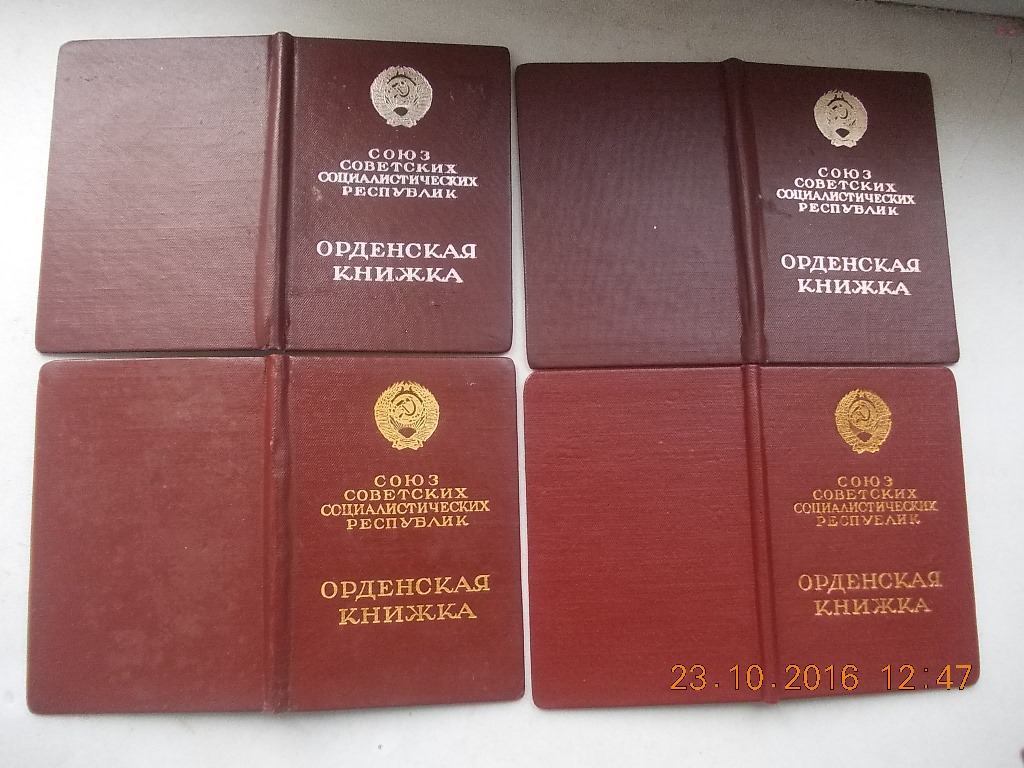 СОЮЗ
СОВЕТСКИХ
СОЦИАЛИСТИЧЕСКИХ
РЕСПУБЛИК
ОРДЕНСКАЯ
КНИЖКА
СОЮЗ
СОВЕТСКИХ
СОЦИАЛИСТИЧЕСКИХ
РЕСПУБЛИК
ОРДЕНСКАЯ
КНИЖКА
СОЮЗ
СОВЕТСКИХ
СОЦИАЛИСТИЧЕСКИХ
РЕСПУБЛИК
ОРДЕНСКАЯ
КНИЖКА
СОЮЗ
СОВЕТСКИХ
СОЦИАЛИСТИЧЕСКИХ
РЕСПУБЛИК
ОРДЕНСКАЯ
КНИЖКА
23.10.2016 12:47